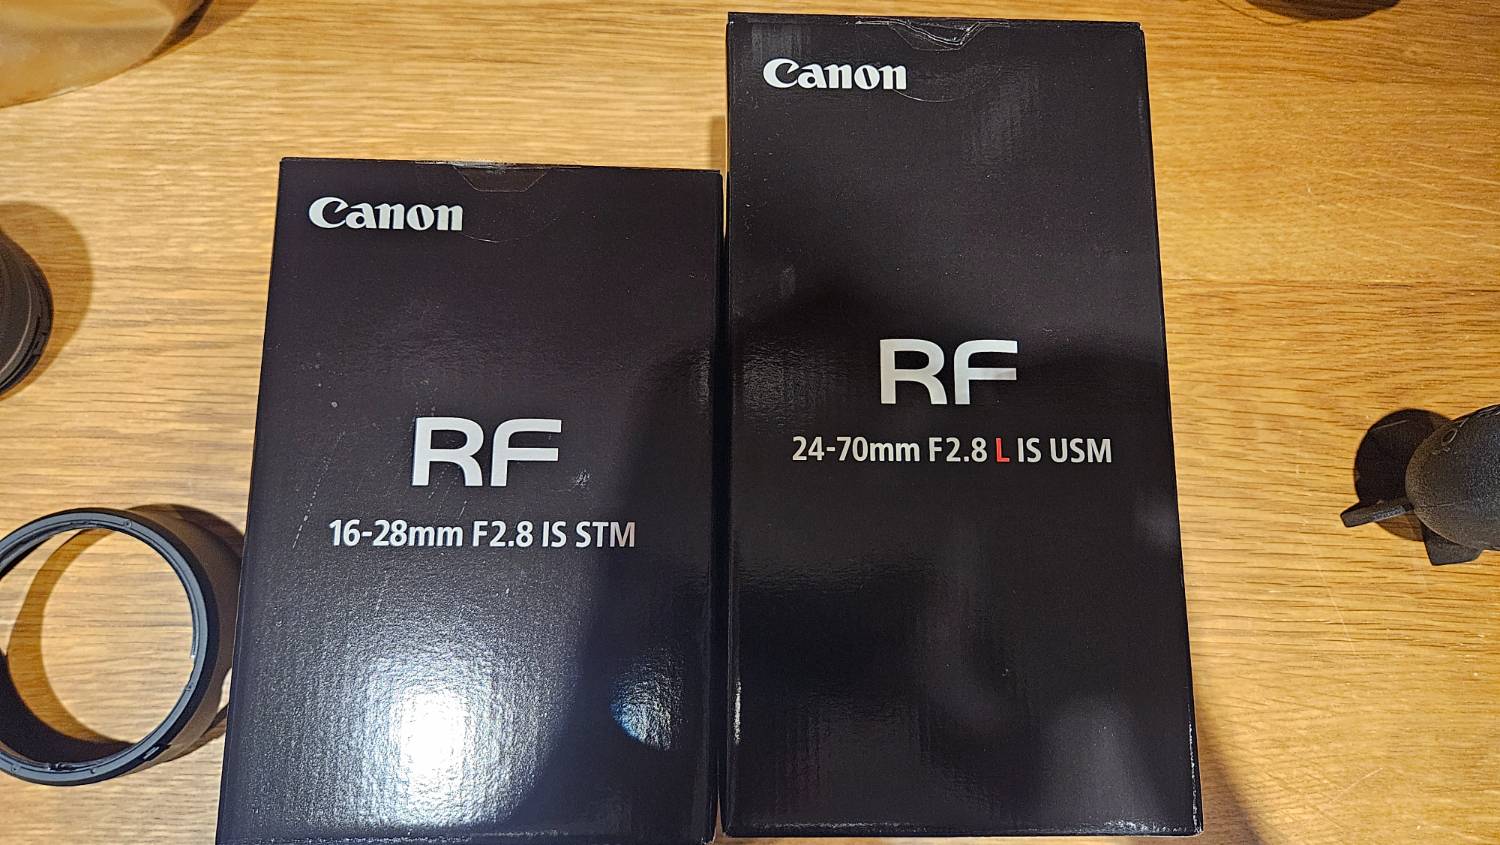 Canon
RF
16-28mm F2.8 IS STM
Canon
RF
24-70mm F2.8 L IS USM